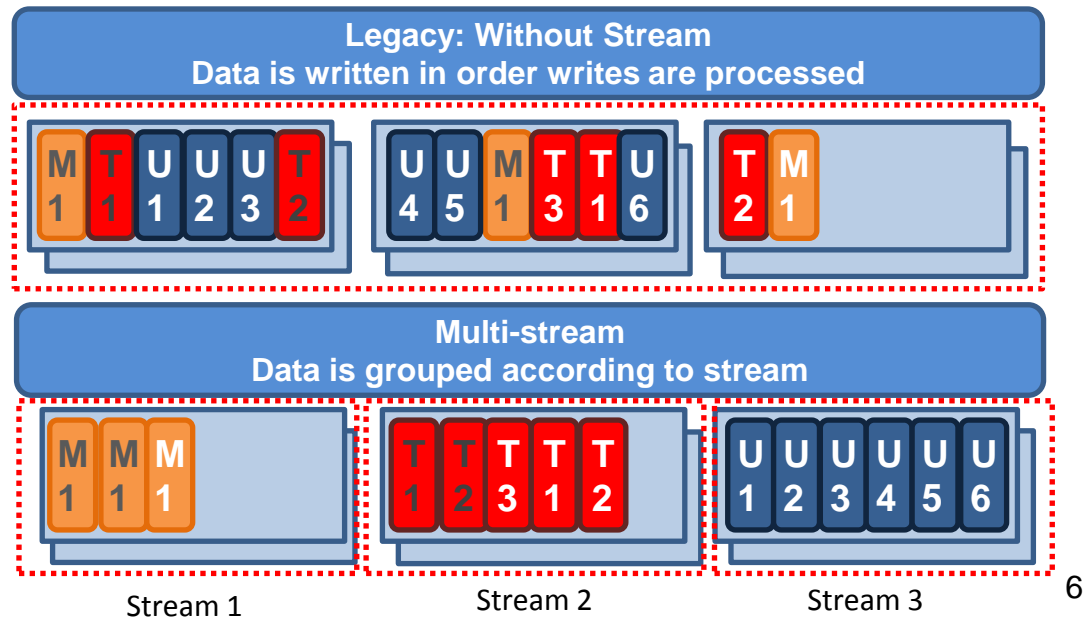 Legacy: Without Stream
Data is written in order writes are processed
M T U U U T U U M T T U T M
1 1 1 2 3 2 4 5 1 3 1 6 2 1
Multi-stream
Data is grouped according to stream
M M M T T T T T U U U U U U
1 1 1 1 2 3 1 2 1 2 3 4 5 6
Stream 1 Stream 2 Stream 3
6